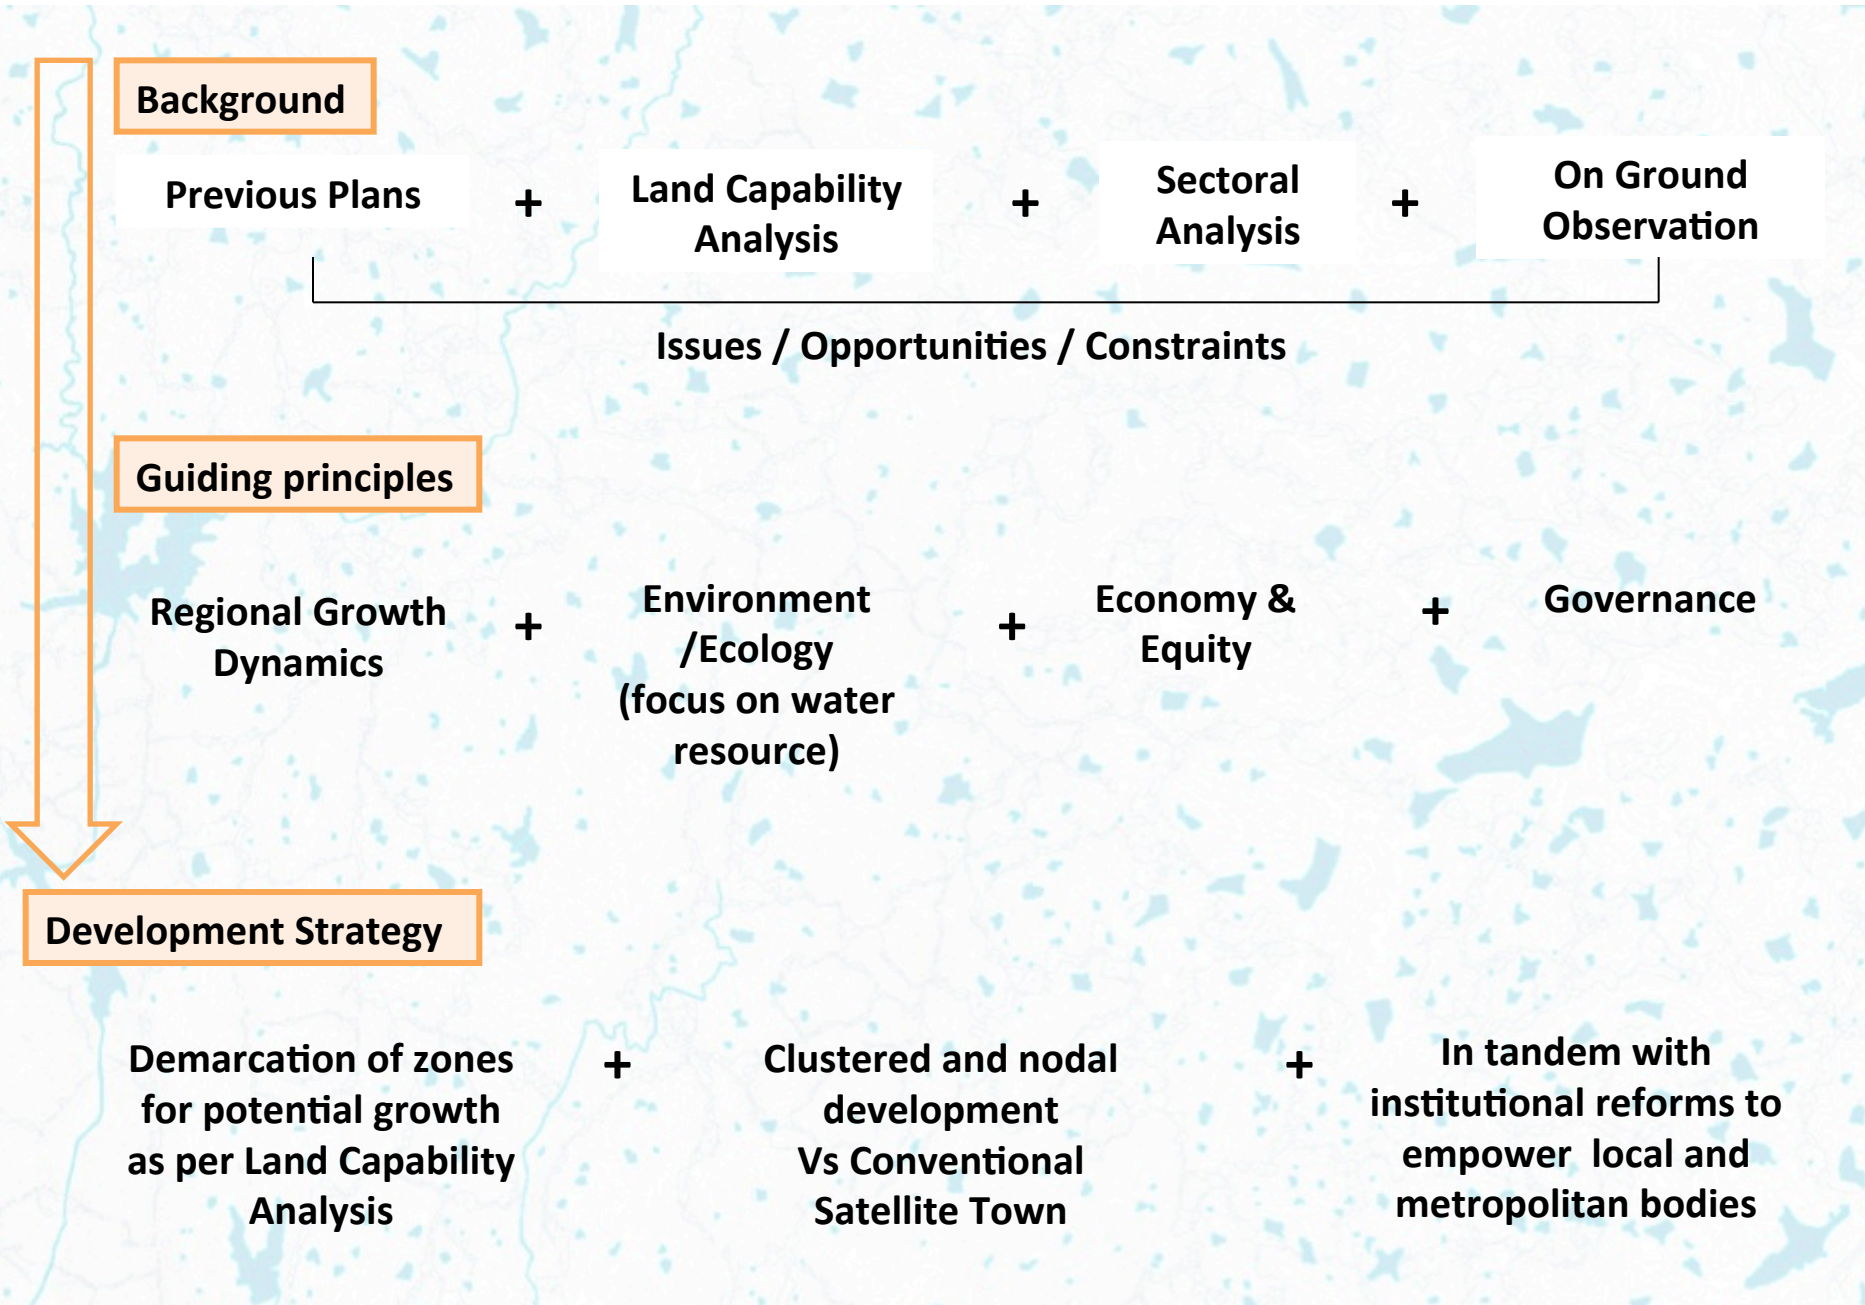 Background
Previous Plans
+
Land Capability
Analysis
+
Sectoral
Analysis
+
On Ground
Observation
Issues / Opportunities / Constraints
Guiding principles
Regional Growth
Dynamics
+
Environment
/Ecology
(focus on water
resource)
+
Economy &
Equity
+
Governance
Development Strategy
Demarcation of zones
for potential growth
as per Land Capability
Analysis
+
Clustered and nodal
development
Vs Conventional
Satellite Town
+
In tandem with
institutional reforms to
empower  local and
metropolitan bodies